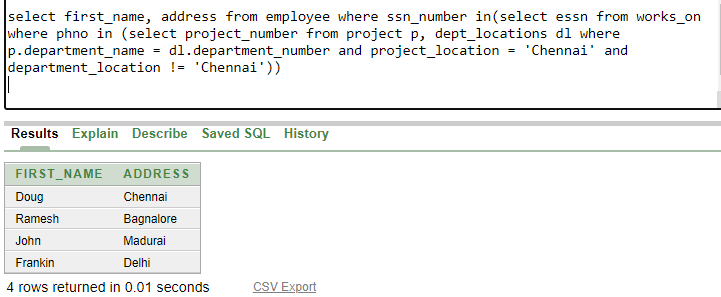 select first_name, address from employee where ssn_number in(select essn from works_on
where phno in (select project_number from project p, dept_locations dl where
p.department_name = dl.department_number and project_location = 'Chennai' and
department_location != 'Chennai'))
Results Explain Describe Saved SQL History
FIRST_NAME ADDRESS
Doug Chennai
Ramesh Bagnalore
John Madurai
Frankin Delhi
4 rows returned in 0.01 seconds CSV Export